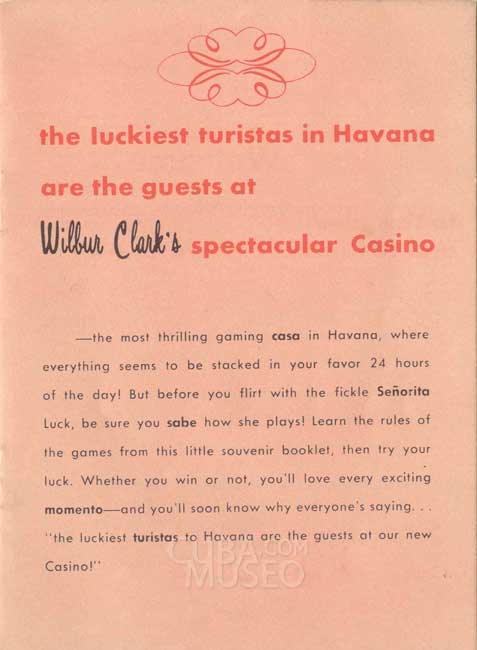 the luckiest turistas in Havana
are the guests at
Wilbur Clark's spectacular Casino
—the most thrilling gaming casa in Havana, where
everything seems to be stacked in your favor 24 hours
of the day! But before you flirt with the fickle Señorita
Luck, be sure you sabe how she plays! Learn the rules of
the games from this little souvenir booklet, then try your
luck. Whether you win or not, you'll love every exciting
momento—and you'll soon know why everyone's saying. . .
"the luckiest turistas to Havana are the guests at our new
CUBA.COM
Casino!"
MUSEO